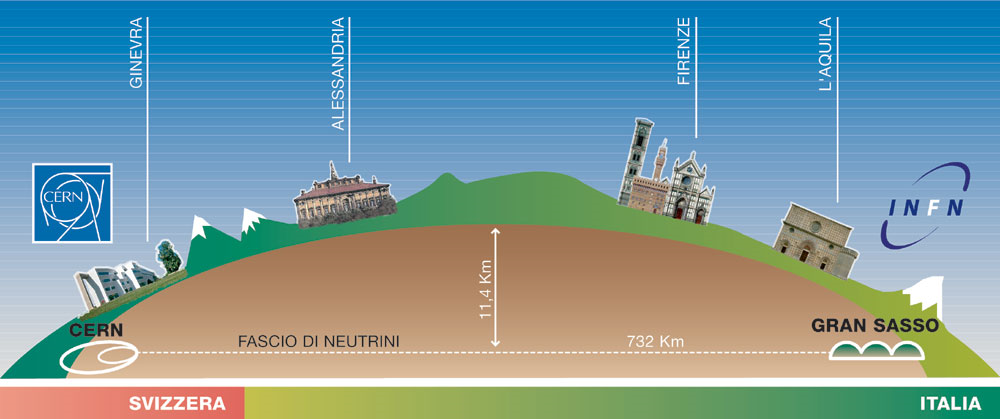 GINEVRA
ALESSANDRIA
FIRENZE
L'AQUILA
CERN
INFN
11,4 Km
CERN
GRAN SASSO
FASCIO DI NEUTRINI
732 Km
SVIZZERA
ITALIA